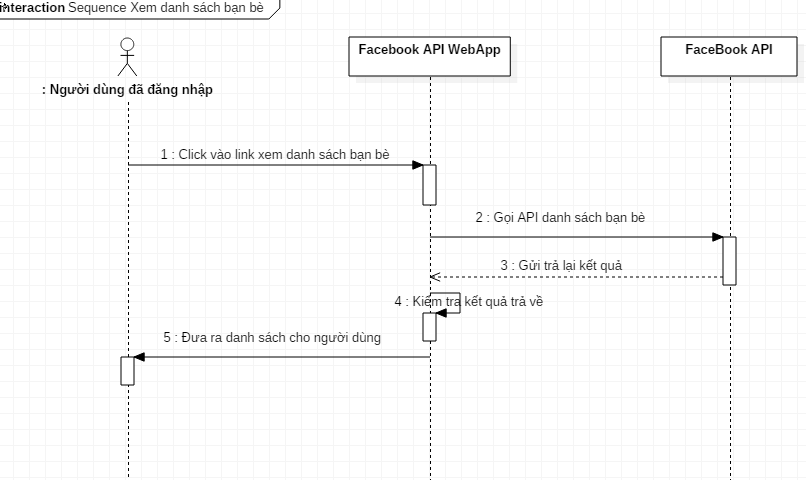 interaction Sequence Xem danh sách bạn bè
Facebook API WebApp
FaceBook API
: Người dùng đã đăng nhập
1 : Click vào link xem danh sách bạn bè
2 : Gọi API danh sách bạn bè
3 : Gửi trả lại kết quả
4 : Kiểm tra kết quả trả về
5 : Đưa ra danh sách cho người dùng